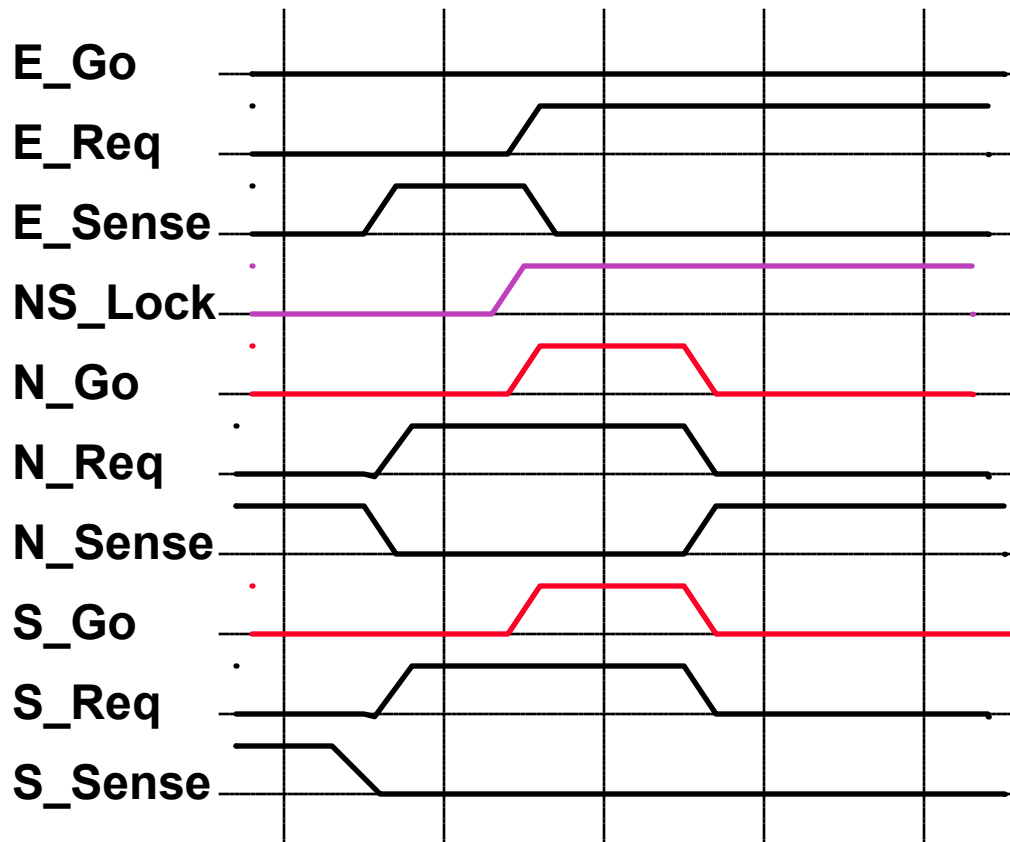 E_Go
E_Req
E_Sense
NS_Lock
N_Go
N_Req
N_Sense
S_Go
S_Req
S_Sense